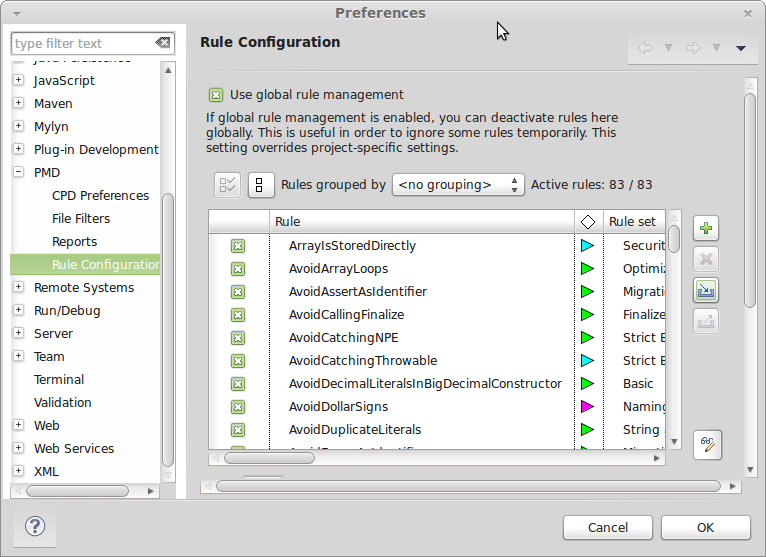 Preferences
type filter text
Java Persistence
JavaScript
Maven
Mylyn
Plug-in Development
PMD
CPD Preferences
File Filters
Reports
Rule Configuration
Remote Systems
Run/Debug
Server
Team
Terminal
Validation
Web
Web Services
XML
Rule Configuration
Use global rule management
If global rule management is enabled, you can deactivate rules here
globally. This is useful in order to ignore some rules temporarily. This
setting overrides project-specific settings.
Rules grouped by <no grouping> Active rules: 83 / 83
Rule Rule set
ArrayIsStoredDirectly Securit
AvoidArrayLoops Optimiz
AvoidAssertAsIdentifier Migratio
AvoidCallingFinalize Finalize
AvoidCatchingNPE Strict E
AvoidCatchingThrowable Strict E
AvoidDecimalLiteralsInBigDecimalConstructor Basic
AvoidDollarSigns Naming
AvoidDuplicateLiterals String
Cancel OK